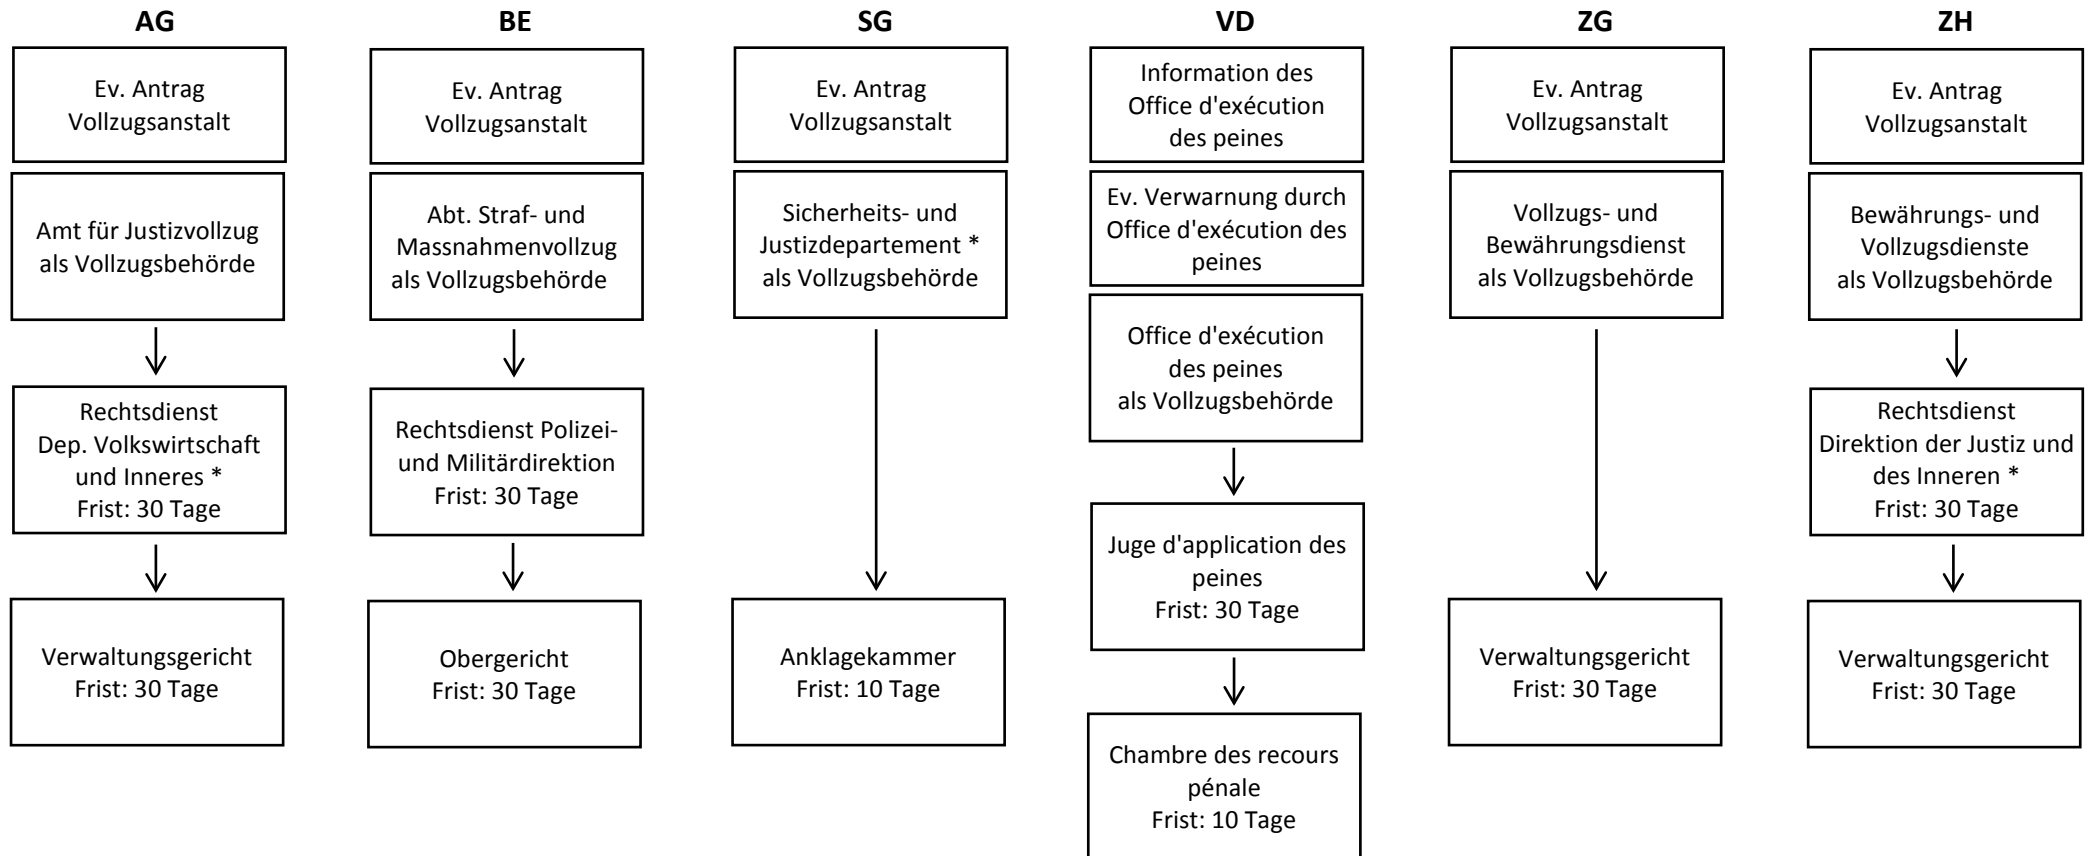 AG
Ev. Antrag
Vollzugsanstalt
Amt für Justizvollzug
als Vollzugsbehörde
Rechtsdienst
Dep. Volkswirtschaft
und Inneres *
Frist: 30 Tage
Verwaltungsgericht
Frist: 30 Tage
BE
Ev. Antrag
Vollzugsanstalt
Abt. Straf- und
Massnahmenvollzug
als Vollzugsbehörde
Rechtsdienst Polizei-
und Militärdirektion
Frist: 30 Tage
Obergericht
Frist: 30 Tage
SG
Ev. Antrag
Vollzugsanstalt
Sicherheits- und
Justizdepartement *
als Vollzugsbehörde
Anklagekammer
Frist: 10 Tage
VD
Information des
Office d'exécution
des peines
Ev. Verwarnung durch
Office d'exécution des
peines
Office d'exécution
des peines
als Vollzugsbehörde
Juge d'application des
peines
Frist: 30 Tage
Chambre des recours
pénale
Frist: 10 Tage
ZG
Ev. Antrag
Vollzugsanstalt
Vollzugs- und
Bewährungsdienst
als Vollzugsbehörde
Verwaltungsgericht
Frist: 30 Tage
ZH
Ev. Antrag
Vollzugsanstalt
Bewährungs- und
Vollzugsdienste
als Vollzugsbehörde
Rechtsdienst
Direktion der Justiz und
des Inneren *
Frist: 30 Tage
Verwaltungsgericht
Frist: 30 Tage